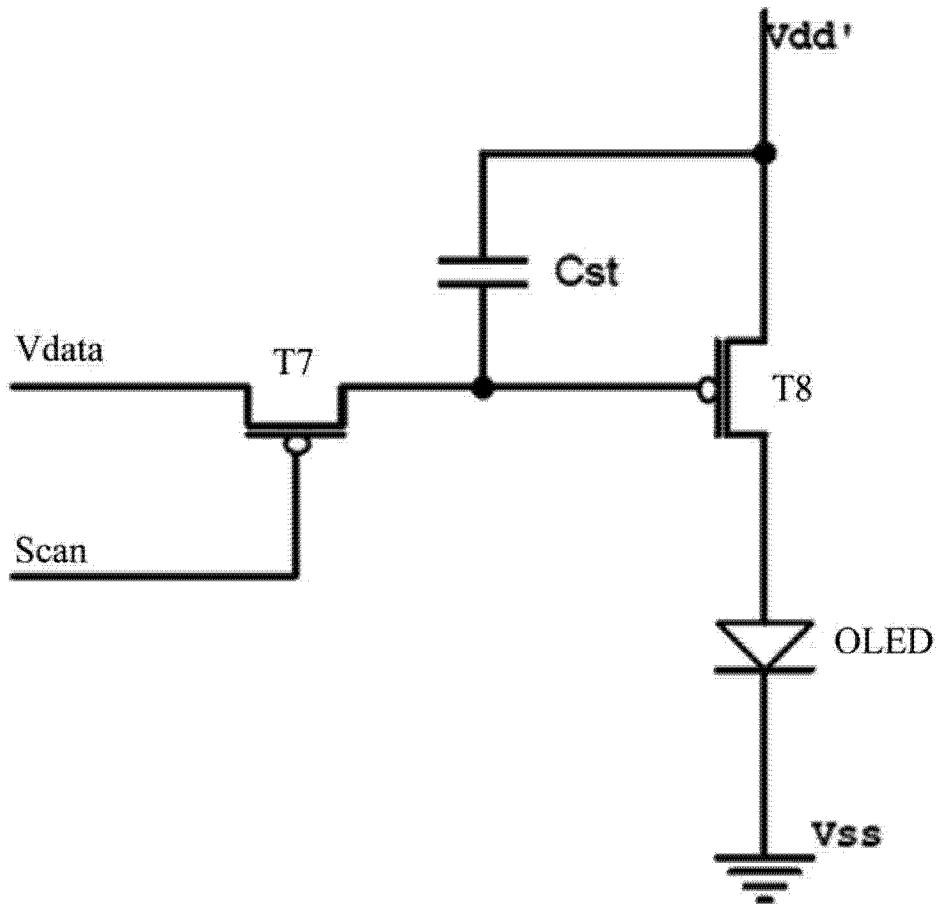 Vdd'
Cst
Vdata
T7
T8
Scan
OLED
Vss